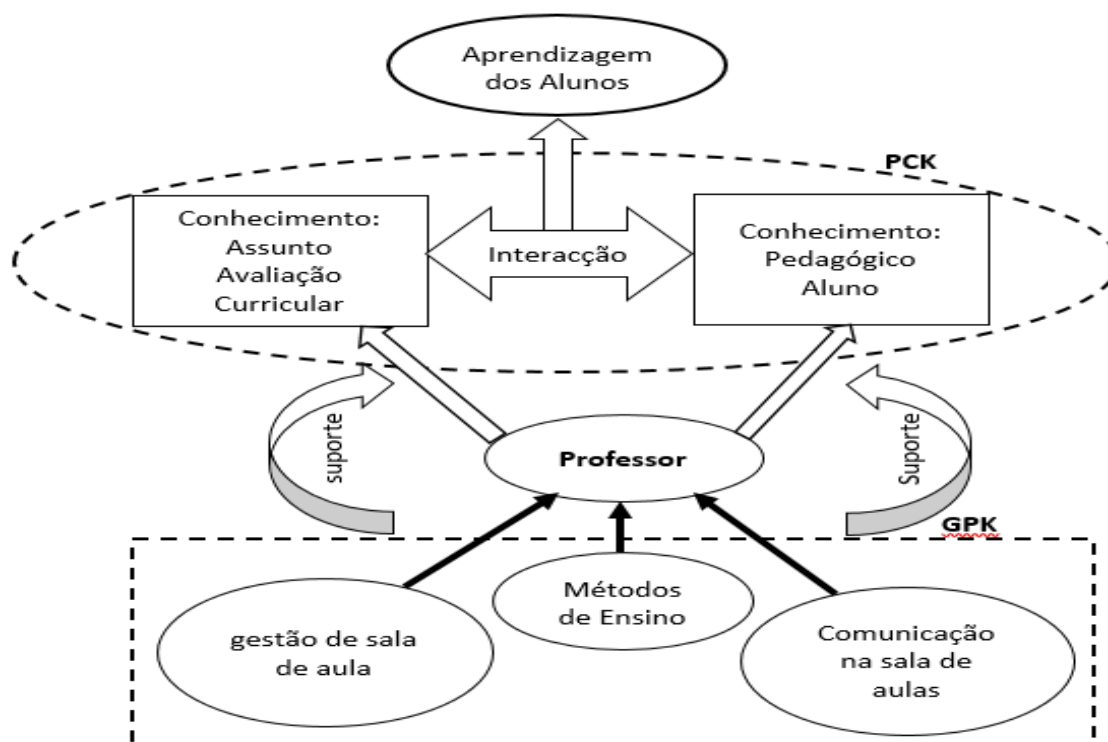 Aprendizagem
dos Alunos
PCK
Conhecimento:
Assunto
Avaliação
Curricular
Interacção
Conhecimento:
Pedagógico
Aluno
suporte
Professor
Suporte
GPK
gestão de sala
de aula
Métodos
de Ensino
Comunicação
na sala de
aulas